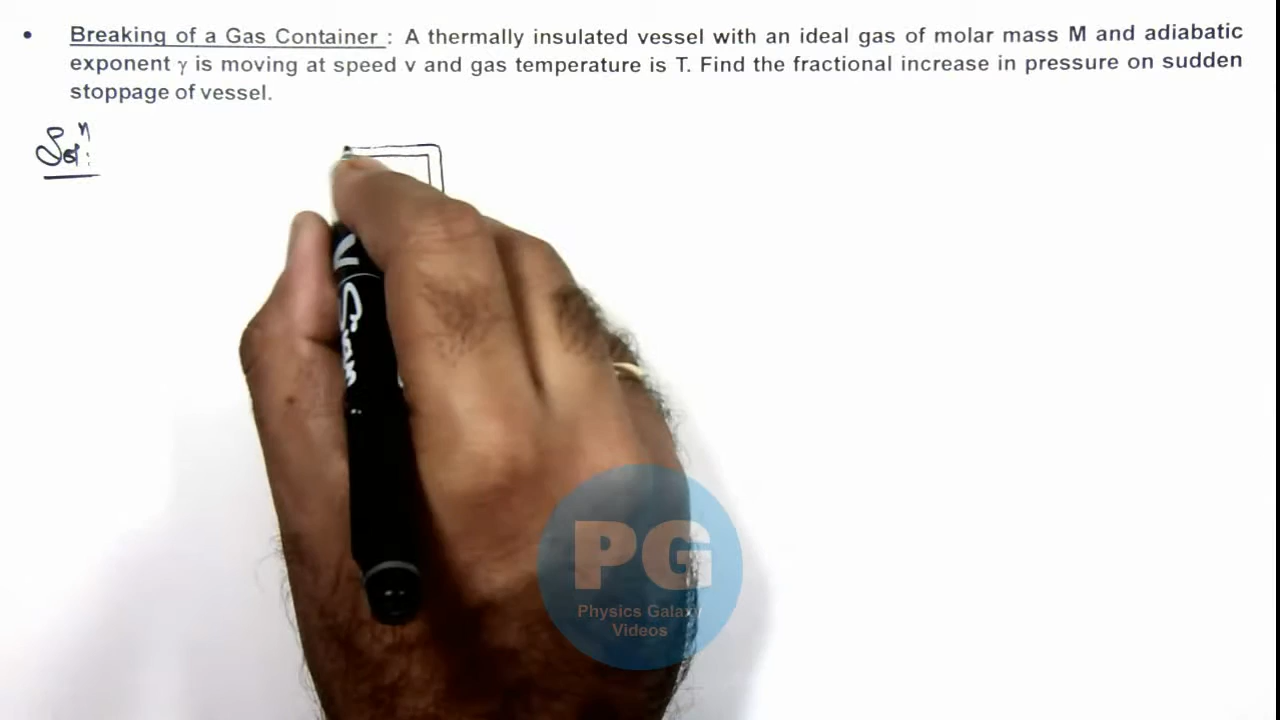 • Breaking of a Gas Container : A thermally insulated vessel with an ideal gas of molar mass M and adiabatic
exponent γ is moving at speed v and gas temperature is T. Find the fractional increase in pressure on sudden
stoppage of vessel.
Solⁿ:
PG
Physics Galaxy
Videos